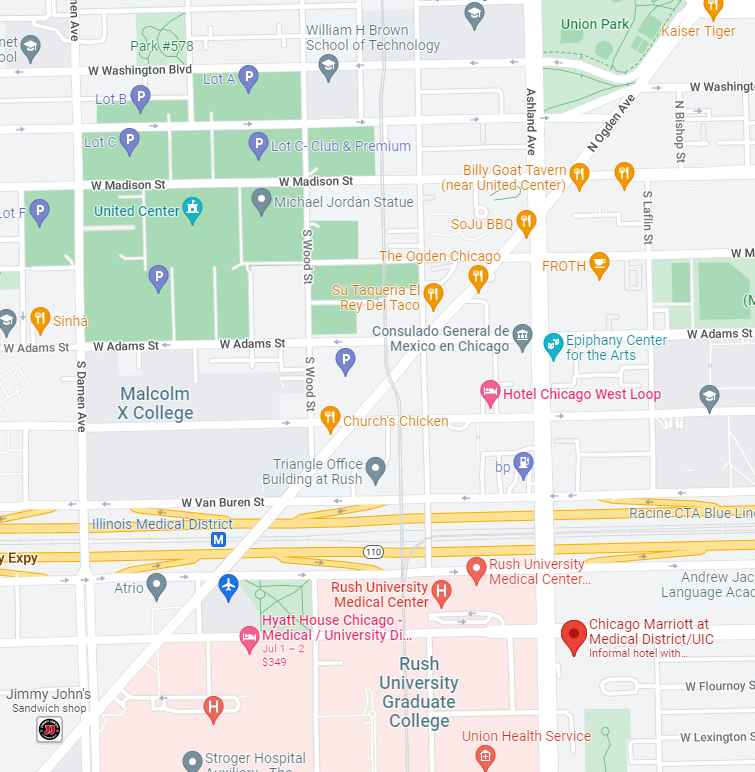 men Ave
net
ool
Park #578
William H Brown
School of Technology
Union Park
Kaiser Tiger
W Washington Blvd
Lot A
Lot B
W Washingt
Ashland Ave
N Ogden Ave
N Bishop St
Lot C
Lot C- Club & Premium
W Madison St
W Madison St
Billy Goat Tavern
(near United Center)
Lot F
United Center
Michael Jordan Statue
S Laflin St
SoJu BBQ
S Wood St
The Ogden Chicago
FROTH
W M
Su Taqueria El
Rey Del Taco
(M
Sinhá
Consulado General de
Mexico en Chicago
Epiphany Center
for the Arts
W Adams St
W Adams St
W Adams St
W Adams St
S Damen Ave
S Wood St
Malcolm
X College
Hotel Chicago West Loop
Church's Chicken
Triangle Office
Building at Rush
bp
W Van Buren St
Racine CTA Blue Line
Illinois Medical District
M
y Expy
110
Atrio
Rush University
Medical Center
Rush University
Medical Center...
Andrew Jac
Language Acad
Hyatt House Chicago -
Medical / University Di...
Jul 1 – 2
$349
Chicago Marriott at
Medical District/UIC
Informal hotel with...
Rush
University
Graduate
College
Jimmy John's
Sandwich shop
W Flournoy S
Union Health Service
W Lexington S
Stroger Hospital
Auxiliary - The